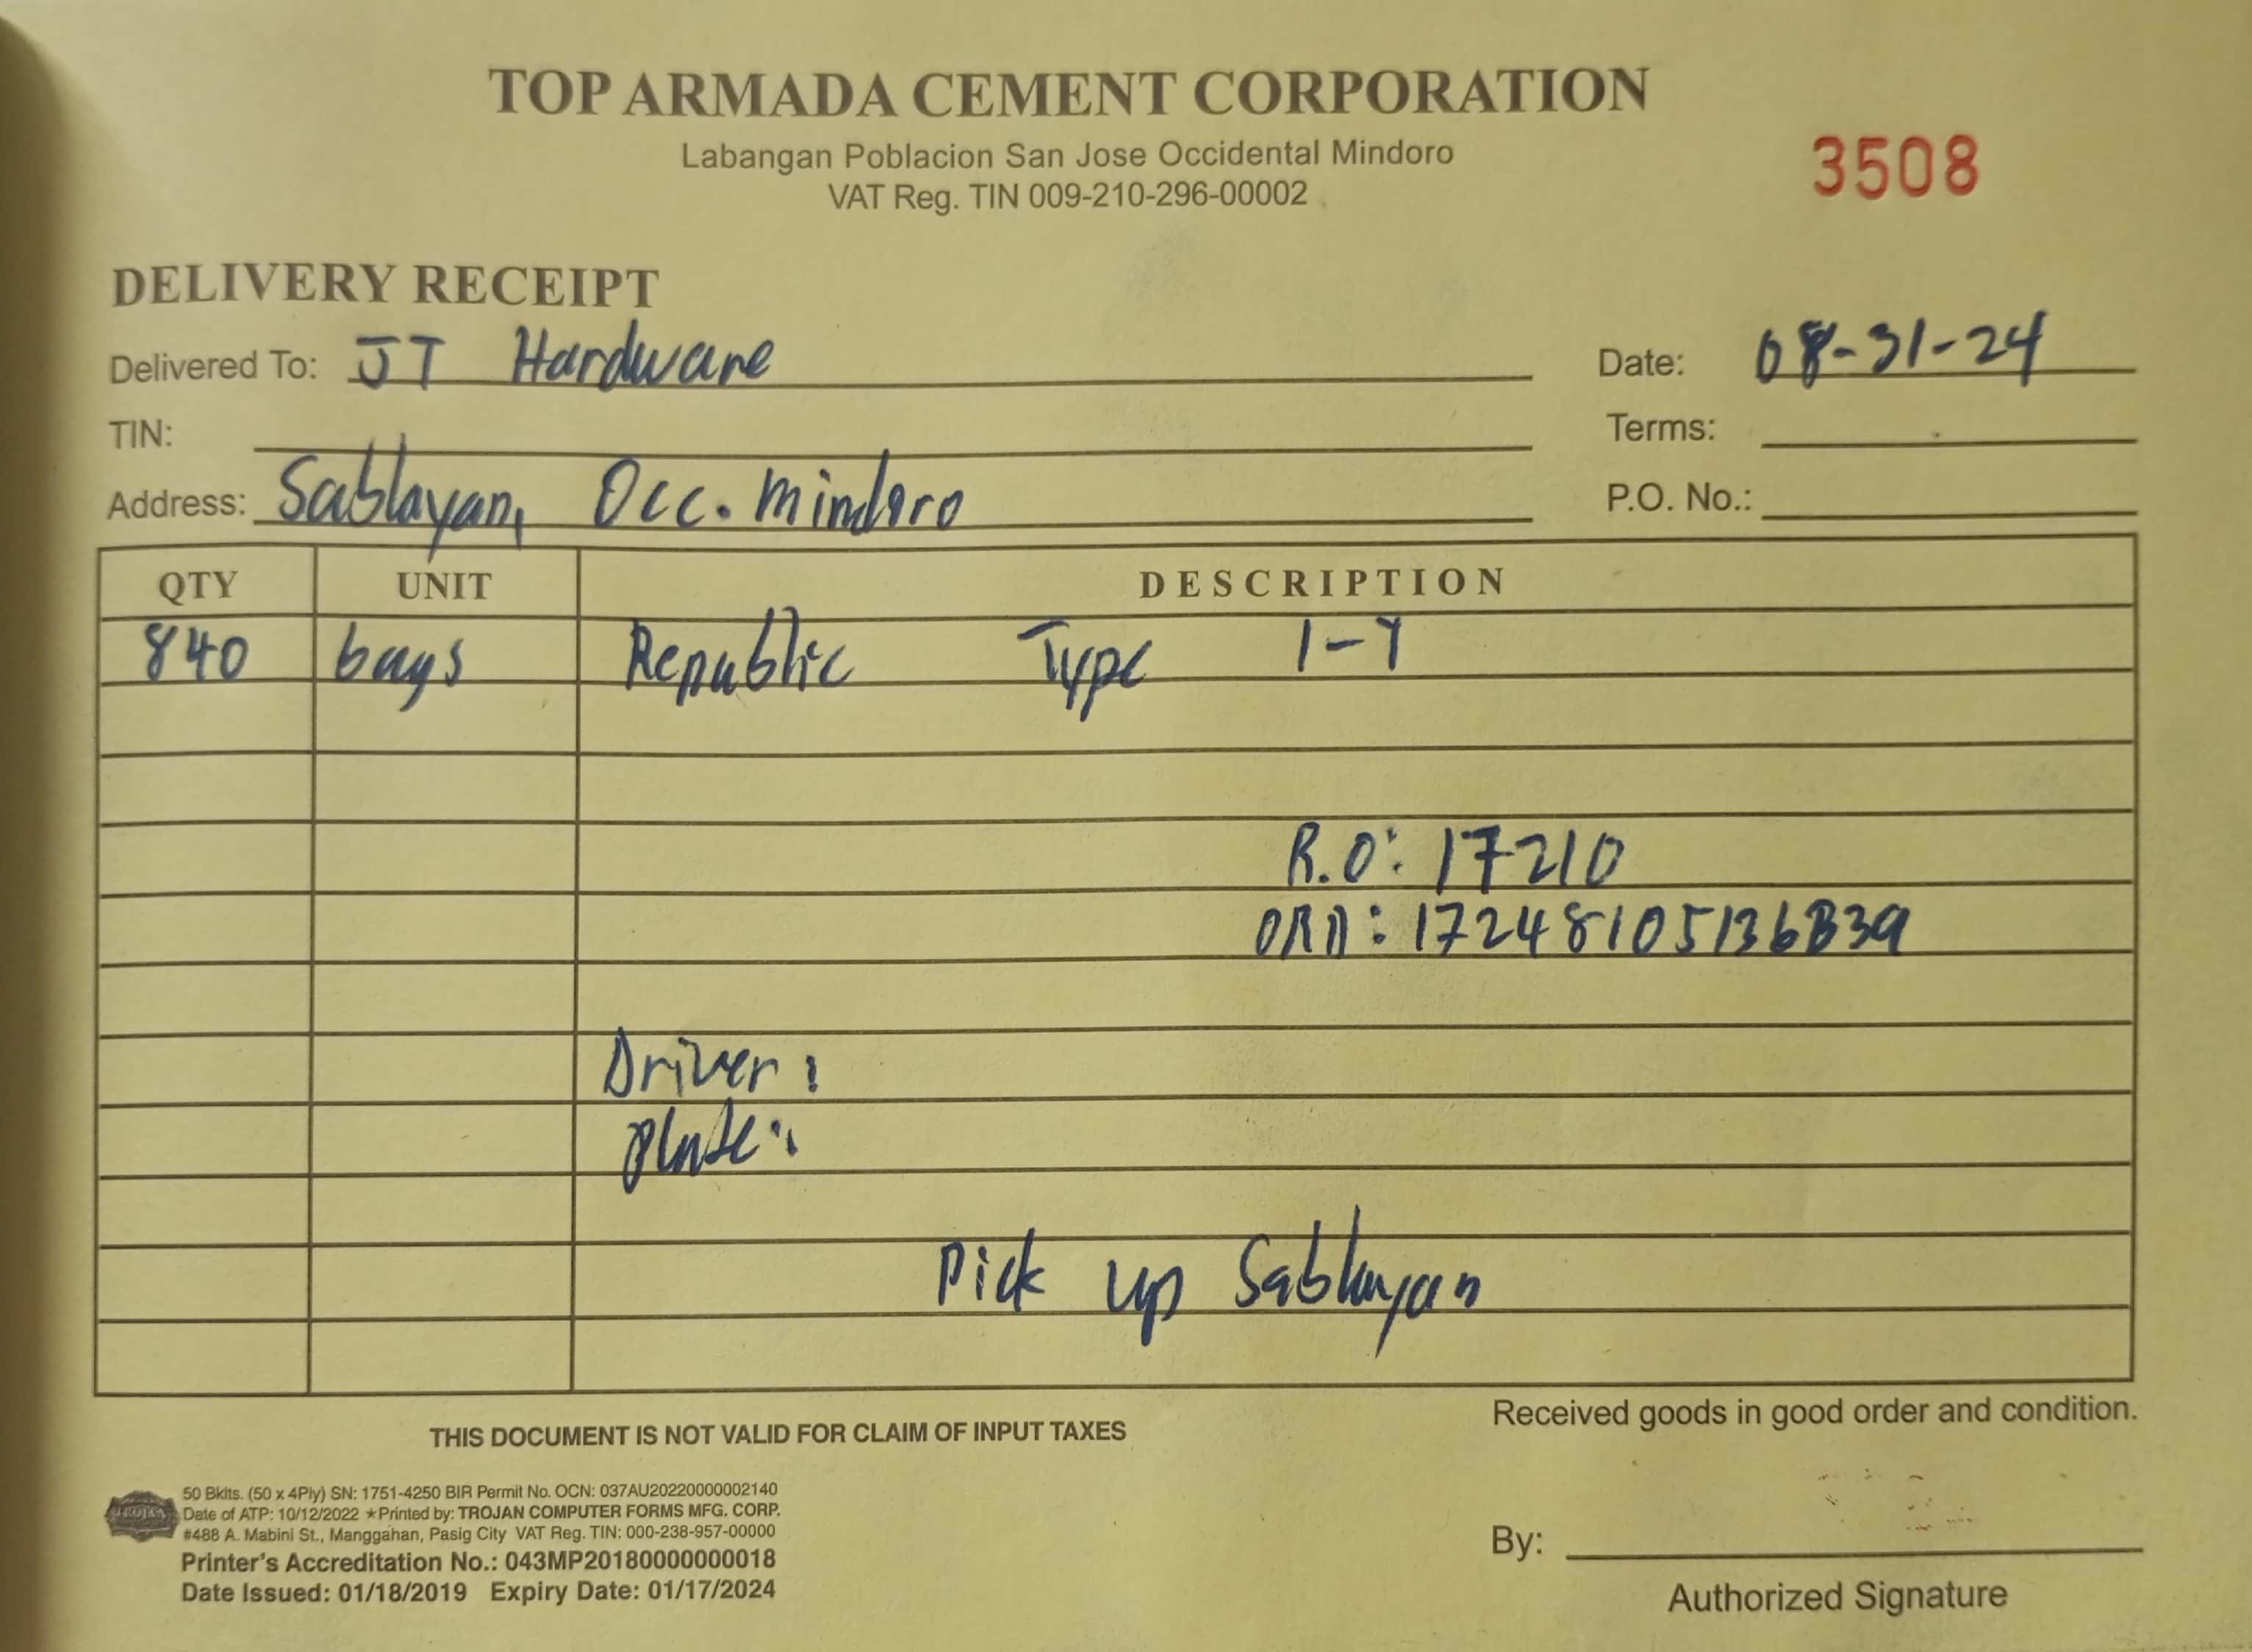 TOP ARMADA CEMENT CORPORATION
Labangan Poblacion San Jose Occidental Mindoro
3508
VAT Reg. TIN 009-210-296-00002
DELIVERY RECEIPT
Delivered To: JT Hardware
Date: 08-31-24
TIN:
Terms:
Address: Sablayan, Occ. Mindoro
P.O. No.:
QTY UNIT DESCRIPTION
840 bags Republic Type 1-T
R.O: 17210
17248105136B39
Driver:
Plate:
Pick up Sablayan
THIS DOCUMENT IS NOT VALID FOR CLAIM OF INPUT TAXES
Received goods in good order and condition.
50 Bklts. (50 x 4Ply) SN: 1751-4250 BIR Permit No. OCN: 037AU20220000002140
Date of ATP: 10/12/2022 ★Printed by: TROJAN COMPUTER FORMS MFG. CORP.
#488 A. Mabini St., Manggahan, Pasig City VAT Reg. TIN: 000-238-957-00000
Printer's Accreditation No.: 043MP20180000000018
Date Issued: 01/18/2019 Expiry Date: 01/17/2024
By:
Authorized Signature